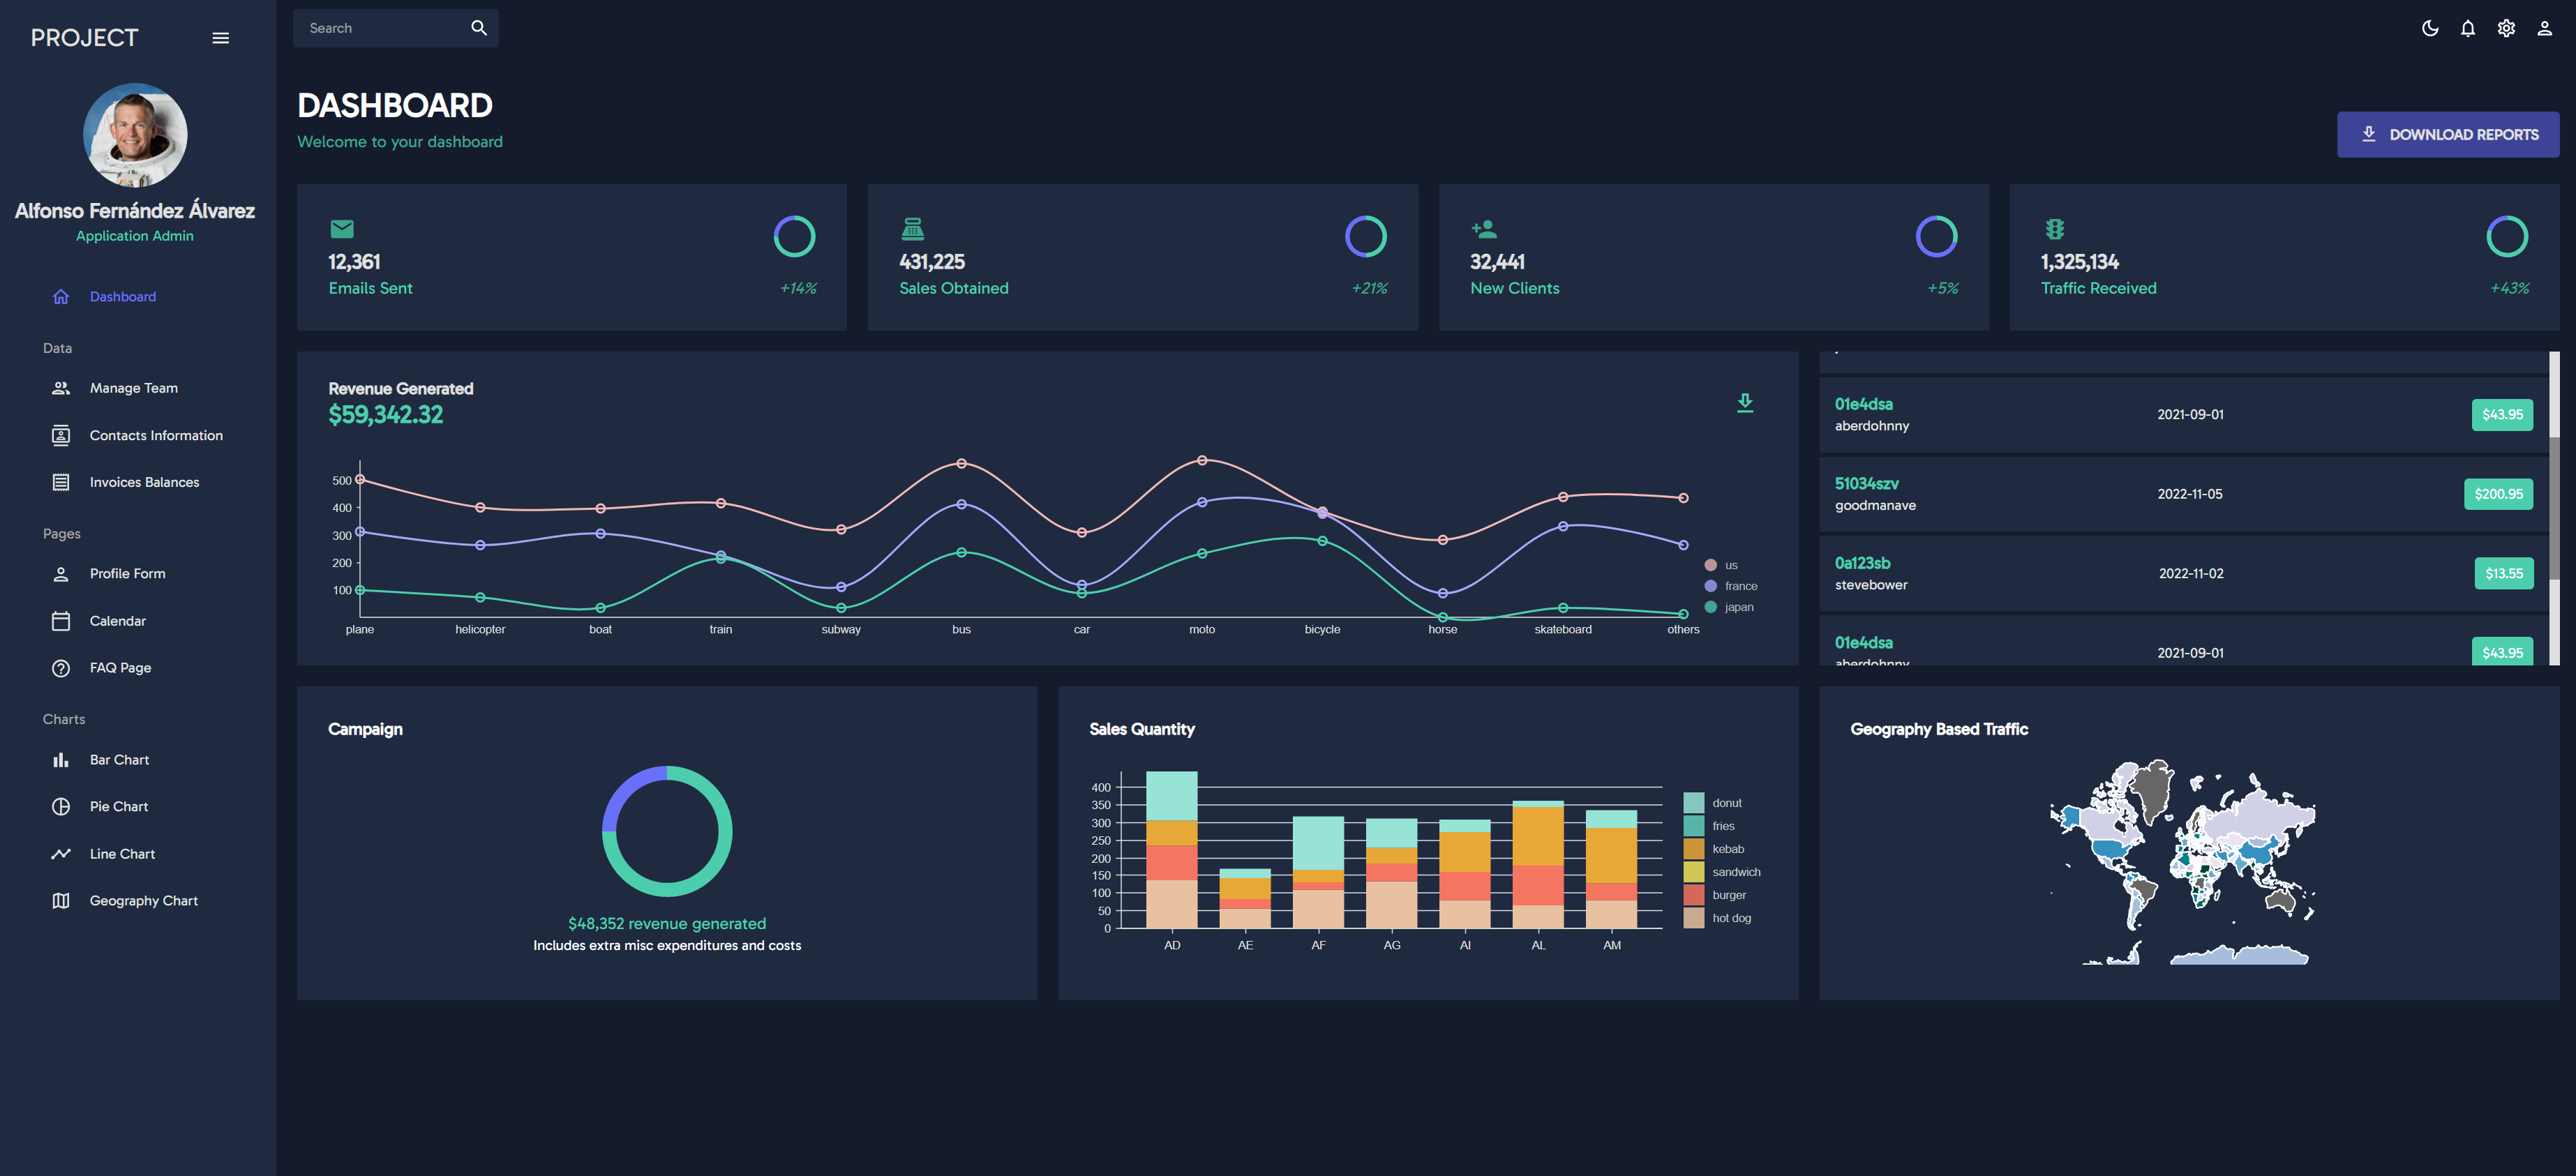 PROJECT
Search
Alfonso Fernández Álvarez
Application Admin
Dashboard
Data
Manage Team
Contacts Information
Invoices Balances
Pages
Profile Form
Calendar
FAQ Page
Charts
Bar Chart
Pie Chart
Line Chart
Geography Chart
DASHBOARD
Welcome to your dashboard
DOWNLOAD REPORTS
12,361
Emails Sent
+14%
431,225
Sales Obtained
+21%
32,441
New Clients
+5%
1,325,134
Traffic Received
+43%
Revenue Generated
$59,342.32
500
400
300
200
100
plane helicopter boat train subway bus car moto bicycle horse skateboard others
us
france
japan
01e4dsa
aberdohnny
2021-09-01
$43.95
51034szv
goodmanave
2022-11-05
$200.95
0a123sb
stevebower
2022-11-02
$13.55
01e4dsa
aberdohnny
2021-09-01
$43.95
Campaign
$48,352 revenue generated
Includes extra misc expenditures and costs
Sales Quantity
400
350
300
250
200
150
100
50
0
AD AE AF AG AI AL AM
donut
fries
kebab
sandwich
burger
hot dog
Geography Based Traffic